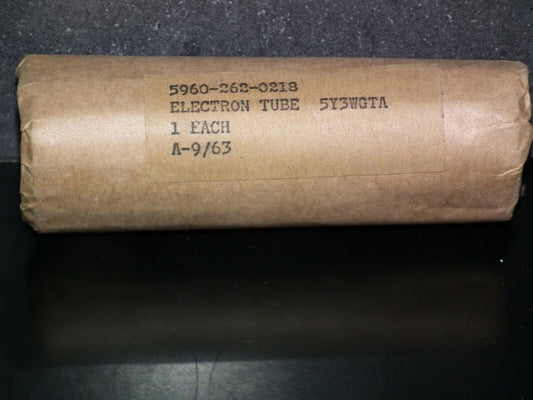 5960-262-0218
ELECTRON TUBE 5Y3WGTA
1 EACH
A-9/63